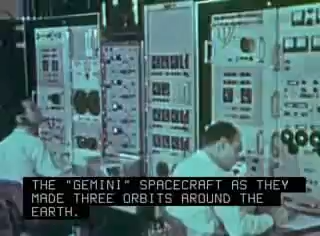 THE "GEMINI" SPACECRAFT AS THEY
MADE THREE ORBITS AROUND THE
EARTH.